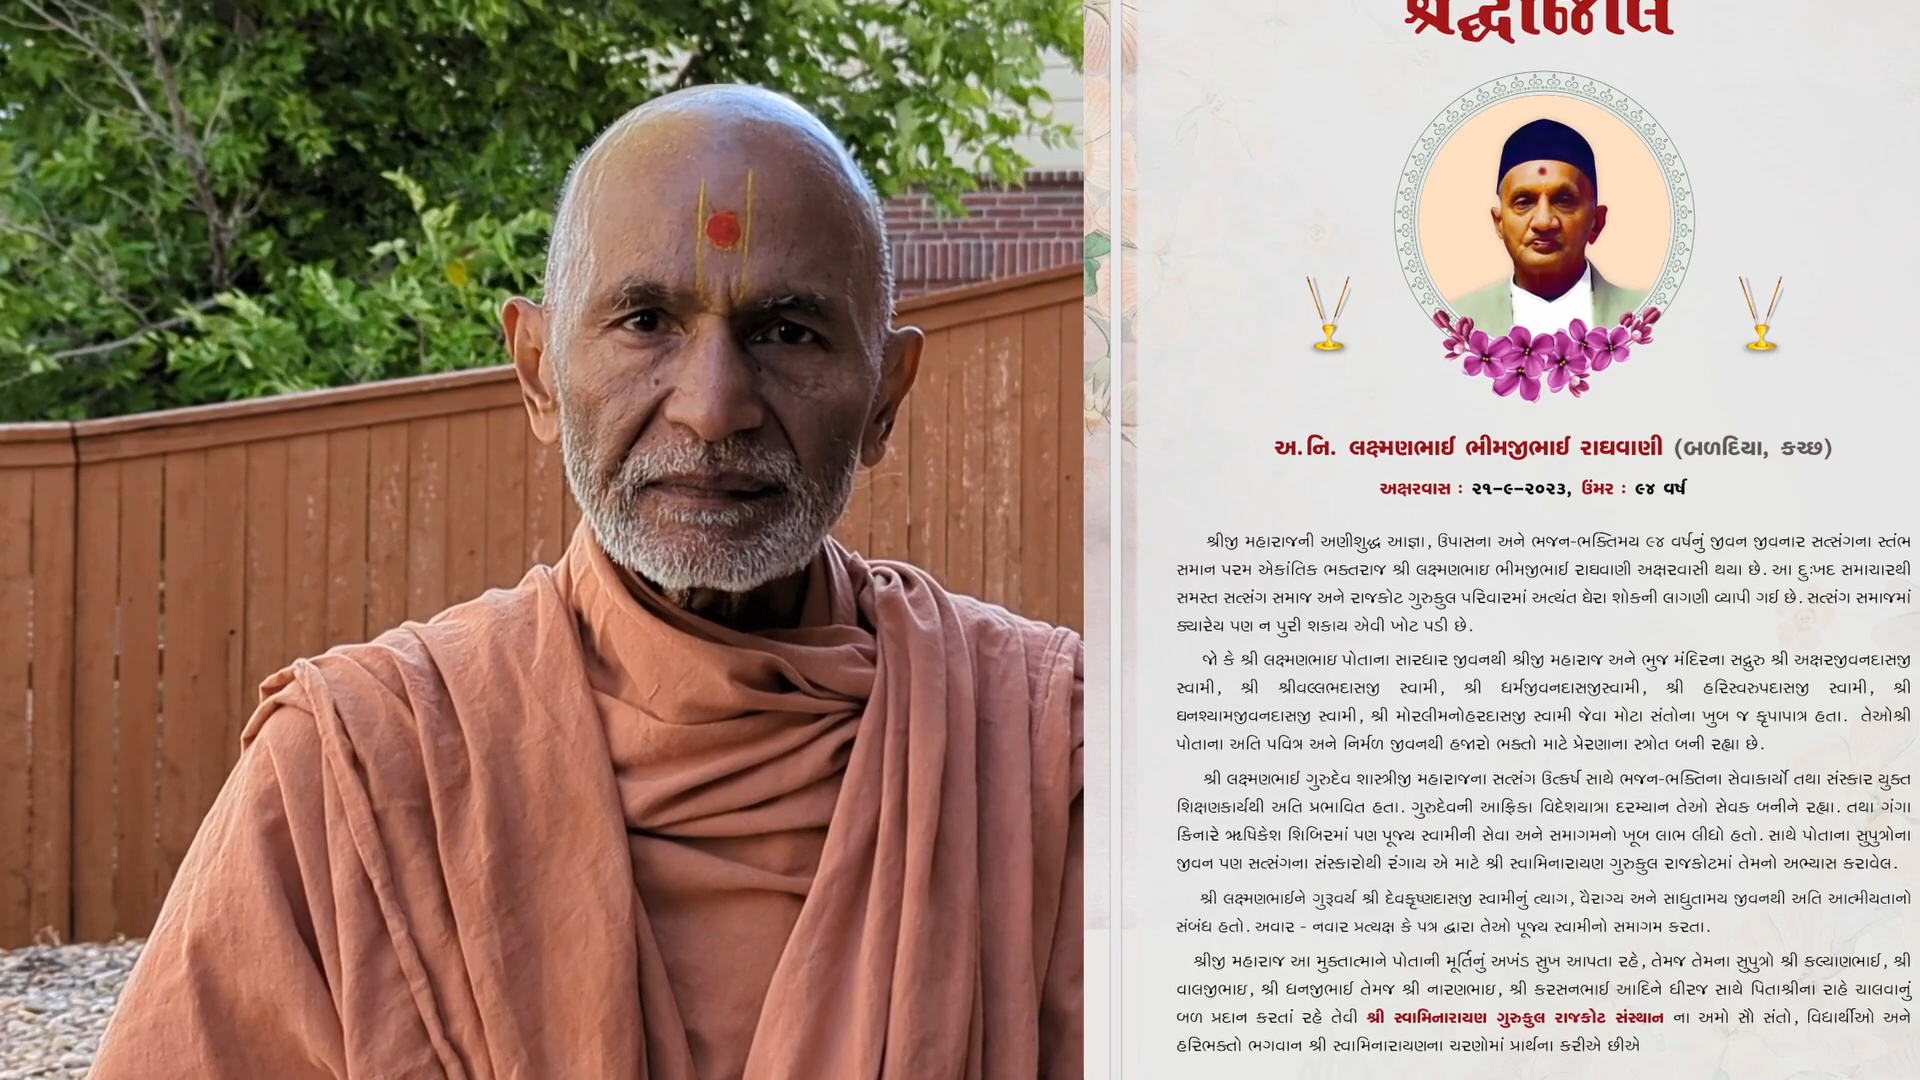 શ્રદ્ધાંજલિ
અ.નિ. લક્ષ્મણભાઈ ભીમજીભાઈ રાઘવાણી (બળદિયા, કચ્છ)
અક્ષરવાસ : ૨૧-૯-૨૦૨૩, ઉંમર : ૯૪ વર્ષ
શ્રીજી મહારાજની અણીશુદ્ધ આજ્ઞા, ઉપાસના અને ભજન-ભક્તિમય ૯૪ વર્ષનું જીવન જીવનાર સત્સંગના સ્તંભ
સમાન પરમ એકાંતિક ભક્તરાજ શ્રી લક્ષ્મણભાઇ ભીમજીભાઈ રાઘવાણી અક્ષરવાસી થયા છે. આ દુઃખદ સમાચારથી
સમસ્ત સત્સંગ સમાજ અને રાજકોટ ગુરુકુલ પરિવારમાં અત્યંત ઘેરા શોકની લાગણી વ્યાપી ગઈ છે. સત્સંગ સમાજમાં
ક્યારેય પણ ન પુરી શકાય એવી ખોટ પડી છે.
જો કે શ્રી લક્ષ્મણભાઇ પોતાના સારધાર જીવનથી શ્રીજી મહારાજ અને ભુજ મંદિરના સદ્ગુરુ શ્રી અક્ષરજીવનદાસજી
સ્વામી, શ્રી શ્રીવલ્લભદાસજી સ્વામી, શ્રી ધર્મજીવનદાસજીસ્વામી, શ્રી હરિસ્વરુપદાસજી સ્વામી, શ્રી
ઘનશ્યામજીવનદાસજી સ્વામી, શ્રી મોરલીમનોહરદાસજી સ્વામી જેવા મોટા સંતોના ખુબ જ કૃપાપાત્ર હતા. તેઓશ્રી
પોતાના અતિ પવિત્ર અને નિર્મળ જીવનથી હજારો ભક્તો માટે પ્રેરણાના સ્ત્રોત બની રહ્યા છે.
શ્રી લક્ષ્મણભાઈ ગુરુદેવ શાસ્ત્રીજી મહારાજના સત્સંગ ઉત્કર્ષ સાથે ભજન-ભક્તિના સેવાકાર્યો તથા સંસ્કાર યુક્ત
શિક્ષણકાર્યથી અતિ પ્રભાવિત હતા. ગુરુદેવની આફ્રિકા વિદેશયાત્રા દરમ્યાન તેઓ સેવક બનીને રહ્યા. તથા ગંગા
કિનારે ઋષિકેશ શિબિરમાં પણ પૂજ્ય સ્વામીની સેવા અને સમાગમનો ખૂબ લાભ લીધો હતો. સાથે પોતાના સુપુત્રોના
જીવન પણ સત્સંગના સંસ્કારોથી રંગાય એ માટે શ્રી સ્વામિનારાયણ ગુરુકુલ રાજકોટમાં તેમનો અભ્યાસ કરાવેલ.
શ્રી લક્ષ્મણભાઈને ગુરૂવર્ય શ્રી દેવકૃષ્ણદાસજી સ્વામીનું ત્યાગ, વૈરાગ્ય અને સાધુતામય જીવનથી અતિ આત્મીયતાનો
સંબંધ હતો. અવાર - નવાર પ્રત્યક્ષ કે પત્ર દ્વારા તેઓ પૂજ્ય સ્વામીનો સમાગમ કરતા.
શ્રીજી મહારાજ આ મુક્તાત્માને પોતાની મૂર્તિનું અખંડ સુખ આપતા રહે, તેમજ તેમના સુપુત્રો શ્રી કલ્યાણભાઈ, શ્રી
વાલજીભાઇ, શ્રી ધનજીભાઈ તેમજ શ્રી નારણભાઇ, શ્રી કરસનભાઈ આદિને ધીરજ સાથે પિતાશ્રીના રાહે ચાલવાનું
બળ પ્રદાન કરતાં રહે તેવી શ્રી સ્વામિનારાયણ ગુરુકુલ રાજકોટ સંસ્થાન ના અમો સૌ સંતો, વિદ્યાર્થીઓ અને
હરિભક્તો ભગવાન શ્રી સ્વામિનારાયણના ચરણોમાં પ્રાર્થના કરીએ છીએ